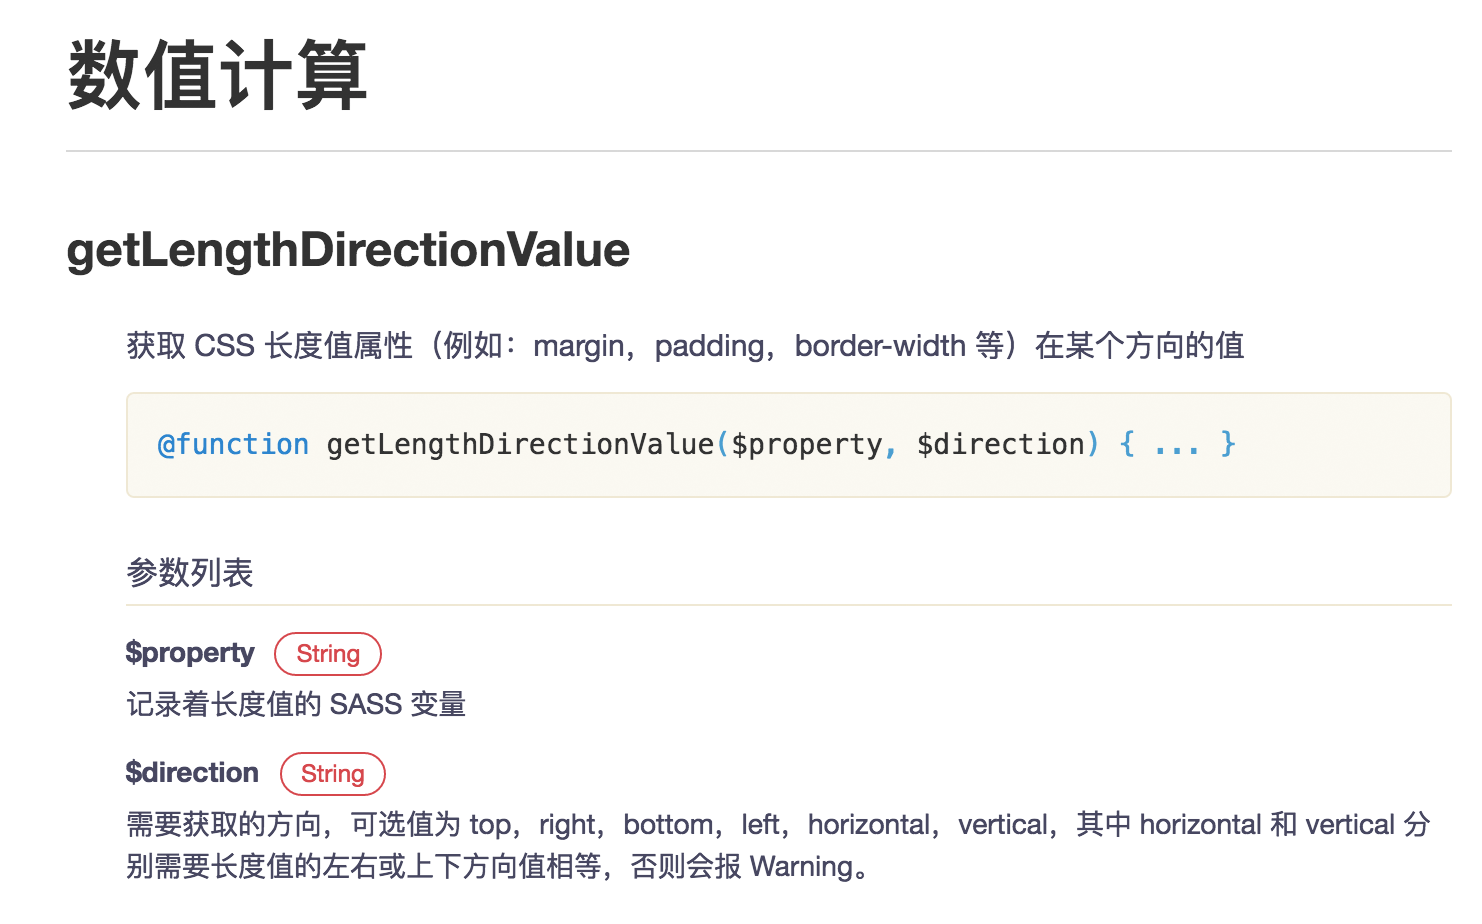 数值计算
getLengthDirectionValue
获取 CSS 长度值属性（例如：margin，padding，border-width 等）在某个方向的值
@function getLengthDirectionValue($property, $direction) { ... }
参数列表
$property String
记录着长度值的 SASS 变量
$direction String
需要获取的方向，可选值为 top，right，bottom，left，horizontal，vertical，其中 horizontal 和 vertical 分
别需要长度值的左右或上下方向值相等，否则会报 Warning。